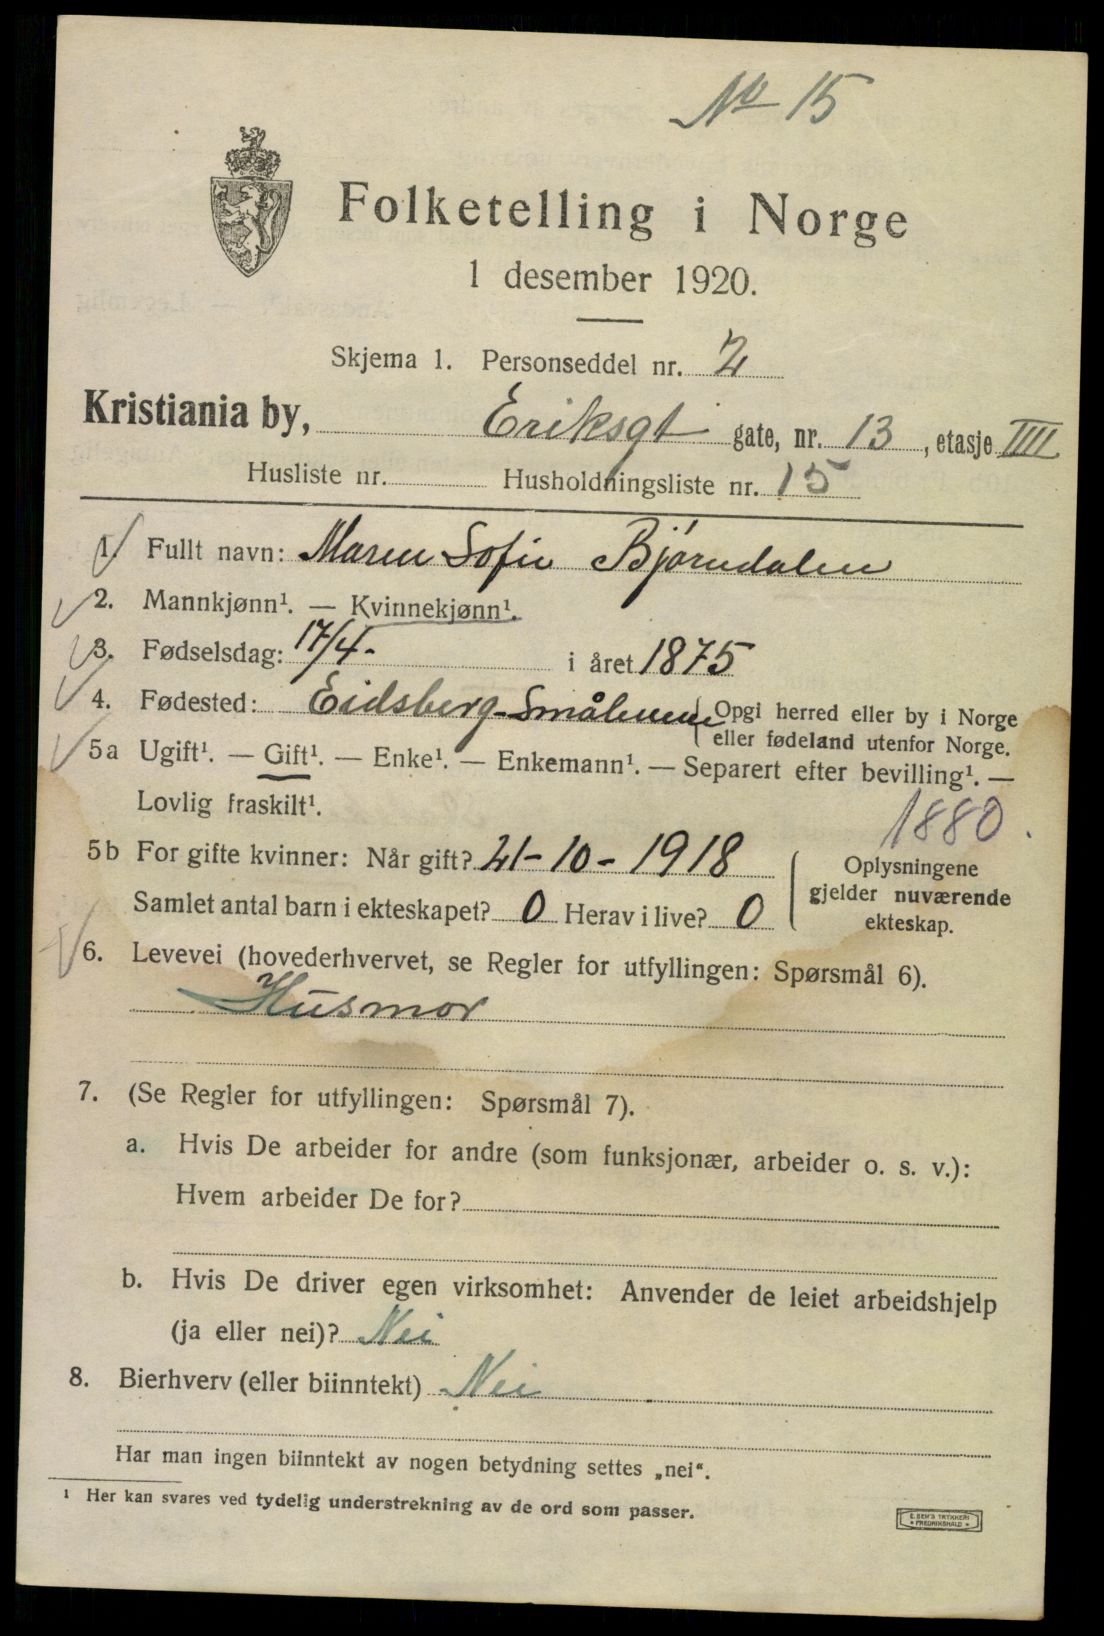 No 15
Folketelling i Norge
1 desember 1920.
Skjema 1. Personseddel nr. 2
Kristiania by, Eriksgt gate, nr. 13, etasje IIII
Husliste nr. Husholdningsliste nr. 15
1. Fullt navn: Maren Sofie Bjørndalen
2. Mannkjønn¹. — Kvinnekjønn¹.
3. Fødselsdag: 17/4- i året 1875
4. Fødested: Eidsberg-Smålenene Opgi herred eller by i Norge
eller fødeland utenfor Norge.
5a Ugift¹. — Gift¹. — Enke¹. — Enkemann¹. — Separert efter bevilling¹. —
Lovlig fraskilt¹.
1880.
5b For gifte kvinner: Når gift? 21-10-1918
Samlet antal barn i ekteskapet? 0 Herav i live? 0
Oplysningene
gjelder nuværende
ekteskap.
6. Levevei (hovederhvervet, se Regler for utfyllingen: Spørsmål 6).
Husmor
7. (Se Regler for utfyllingen: Spørsmål 7).
a. Hvis De arbeider for andre (som funksjonær, arbeider o. s. v.):
Hvem arbeider De for?
b. Hvis De driver egen virksomhet: Anvender de leiet arbeidshjelp
(ja eller nei)? Nei
8. Bierhverv (eller biinntekt) Nei
Har man ingen biinntekt av nogen betydning settes „nei“.
¹ Her kan svares ved tydelig understrekning av de ord som passer.
E. SEM'S TRYKKERI
* FREDRIKSHALD *